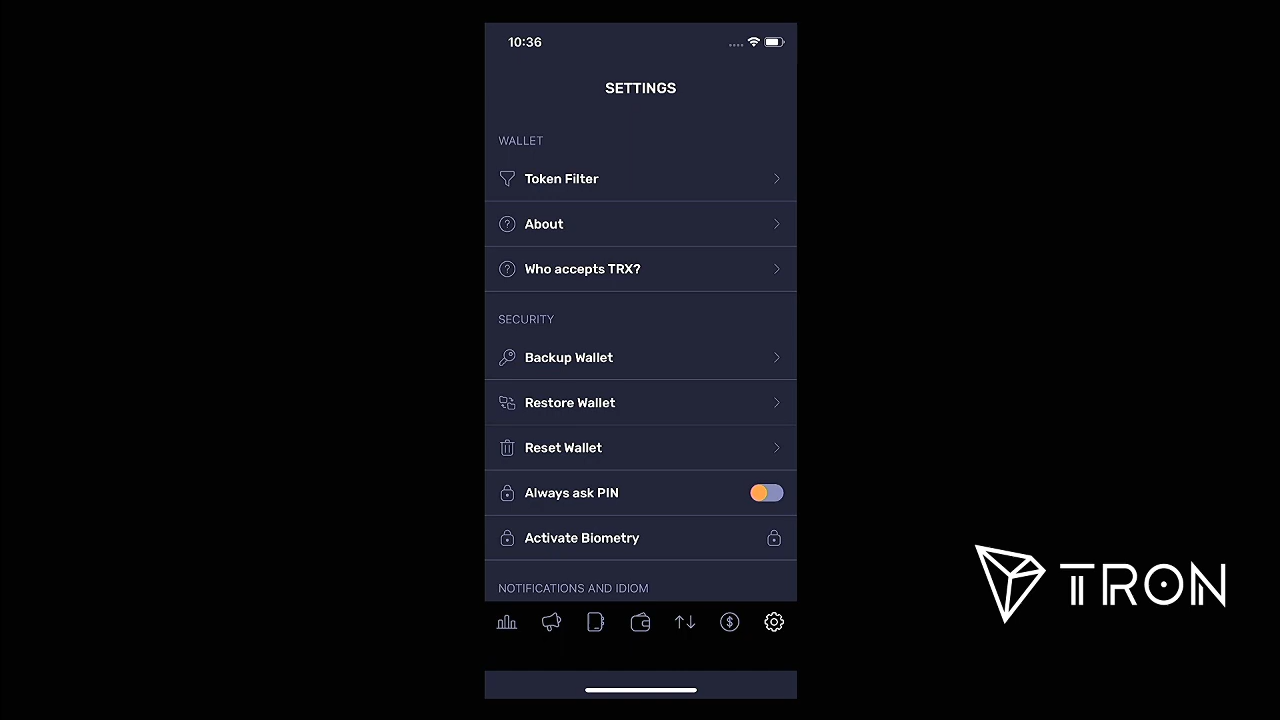 10:36
SETTINGS
WALLET
Token Filter
About
Who accepts TRX?
SECURITY
Backup Wallet
Restore Wallet
Reset Wallet
Always ask PIN
Activate Biometry
NOTIFICATIONS AND IDIOM
TRON